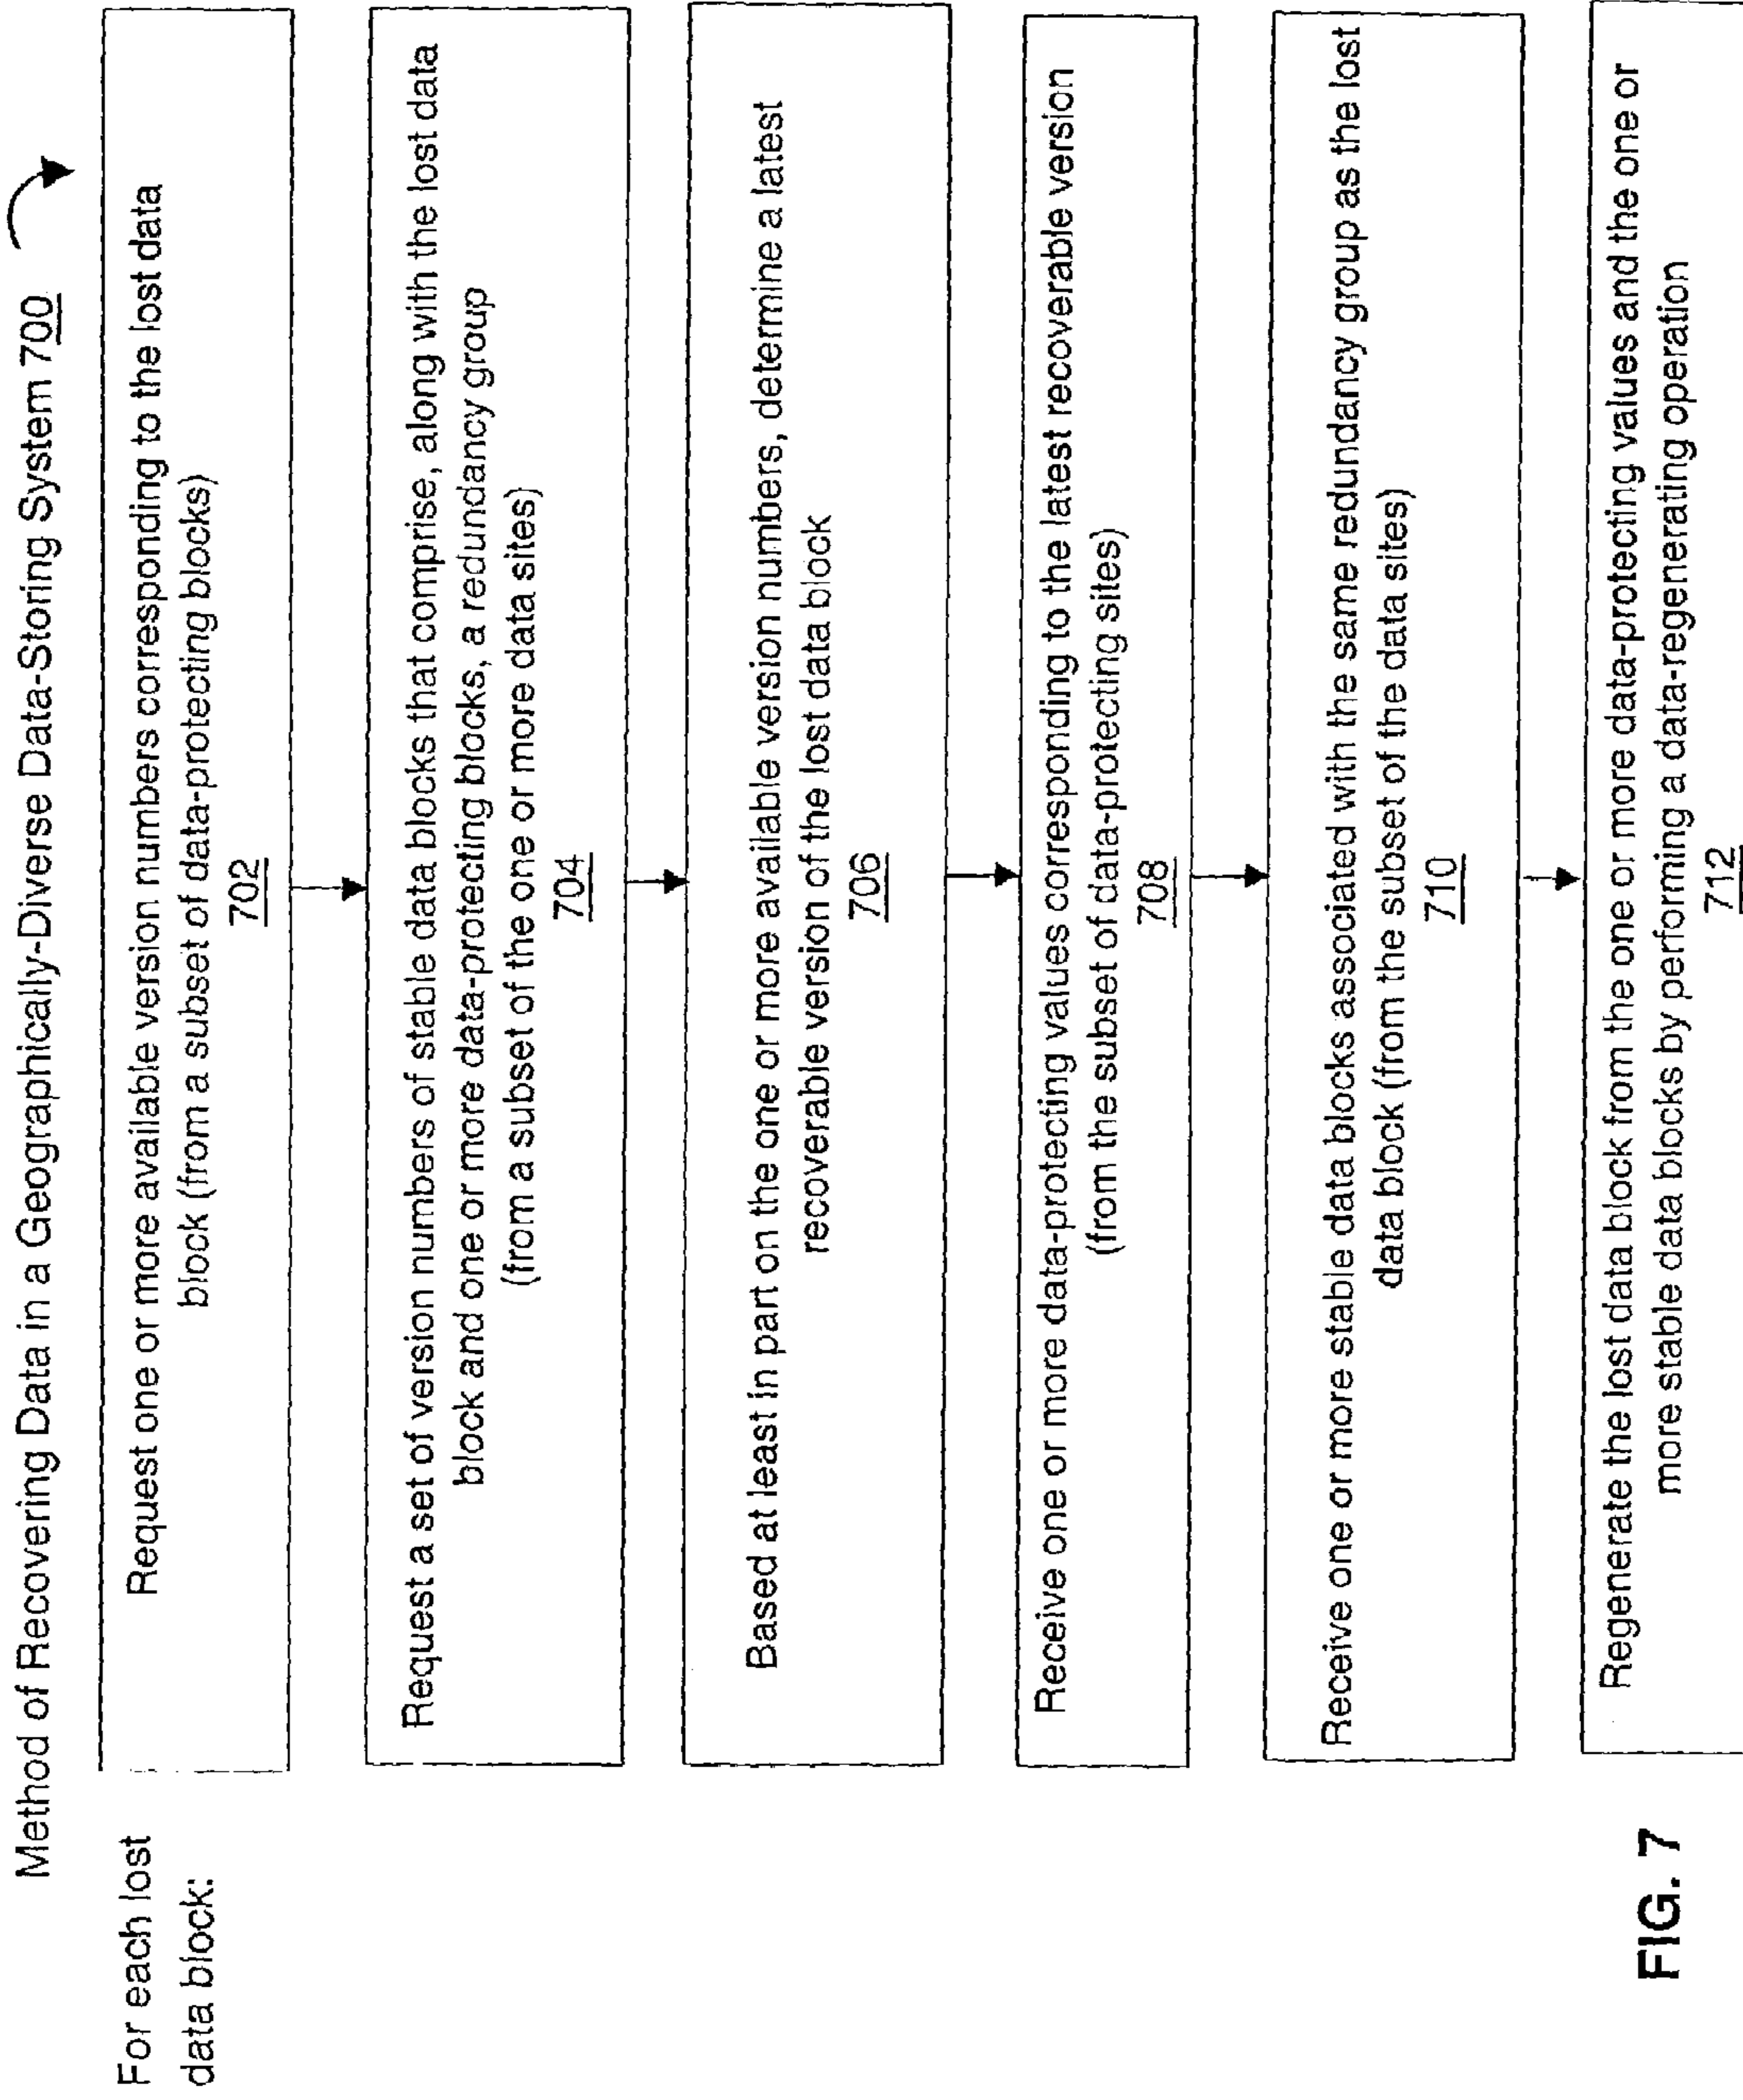 Method of Recovering Data in a Geographically-Diverse Data-Storing System 700
For each lost
data block:
Request one or more available version numbers corresponding to the lost data
block (from a subset of data-protecting blocks)
702
Request a set of version numbers of stable data blocks that comprise, along with the lost data
block and one or more data-protecting blocks, a redundancy group
(from a subset of the one or more data sites)
704
Based at least in part on the one or more available version numbers, determine a latest
recoverable version of the lost data block
706
Receive one or more data-protecting values corresponding to the latest recoverable version
(from the subset of data-protecting sites)
708
Receive one or more stable data blocks associated with the same redundancy group as the lost
data block (from the subset of the data sites)
710
Regenerate the lost data block from the one or more data-protecting values and the one or
more stable data blocks by performing a data-regenerating operation
712
FIG. 7